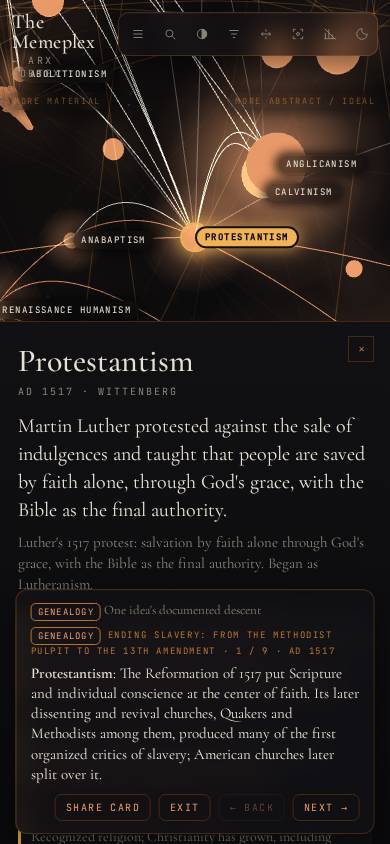 The
Memeplex
— ARX
ABOLITIONISM
MORE MATERIAL
MORE ABSTRACT / IDEAL
ANGLICANISM
CALVINISM
ANABAPTISM
PROTESTANTISM
RENAISSANCE HUMANISM
Protestantism
×
AD 1517 · WITTENBERG
Martin Luther protested against the sale of
indulgences and taught that people are saved
by faith alone, through God's grace, with the
Bible as the final authority.
Luther's 1517 protest: salvation by faith alone through God's
grace, with the Bible as the final authority. Began as
Lutheranism.
GENEALOGY One idea's documented descent
GENEALOGY ENDING SLAVERY: FROM THE METHODIST
PULPIT TO THE 13TH AMENDMENT · 1 / 9 · AD 1517
Protestantism: The Reformation of 1517 put Scripture
and individual conscience at the center of faith. Its later
dissenting and revival churches, Quakers and
Methodists among them, produced many of the first
organized critics of slavery; American churches later
split over it.
SHARE CARD
EXIT
← BACK
NEXT →
Recognized religion; Christianity has grown, including